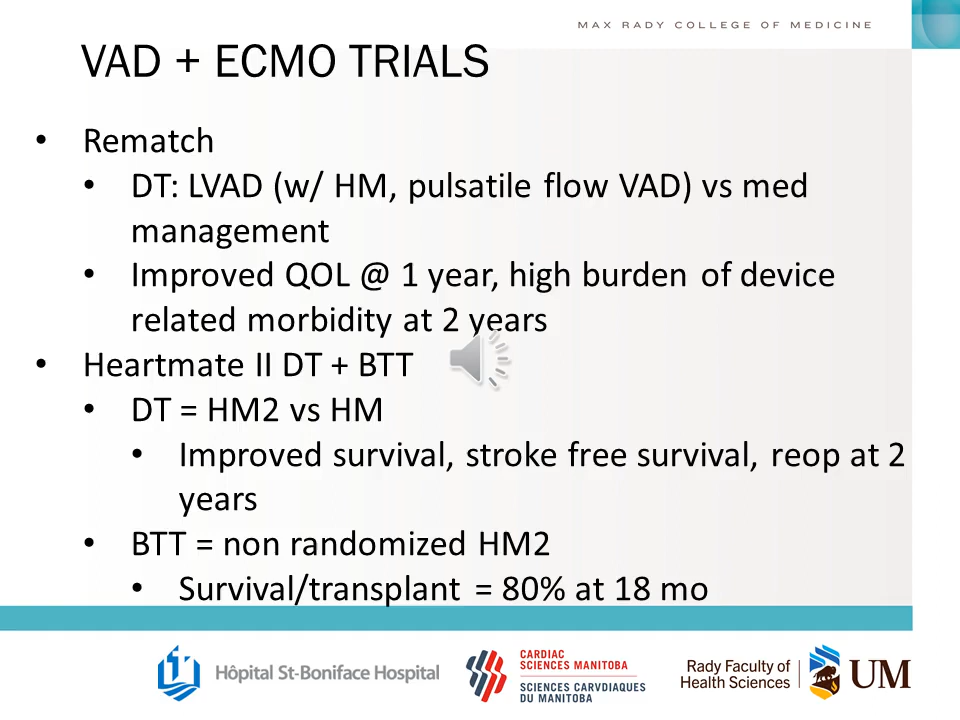 MAX RADY COLLEGE OF MEDICINE
VAD + ECMO TRIALS
• Rematch
• DT: LVAD (w/ HM, pulsatile flow VAD) vs med
management
• Improved QOL @ 1 year, high burden of device
related morbidity at 2 years
• Heartmate II DT + BTT
• DT = HM2 vs HM
• Improved survival, stroke free survival, reop at 2
years
• BTT = non randomized HM2
• Survival/transplant = 80% at 18 mo
Hôpital St-Boniface Hospital
CARDIAC
SCIENCES MANITOBA
SCIENCES CARVDIAQUES
DU MANITOBA
Rady Faculty of
Health Sciences
UM